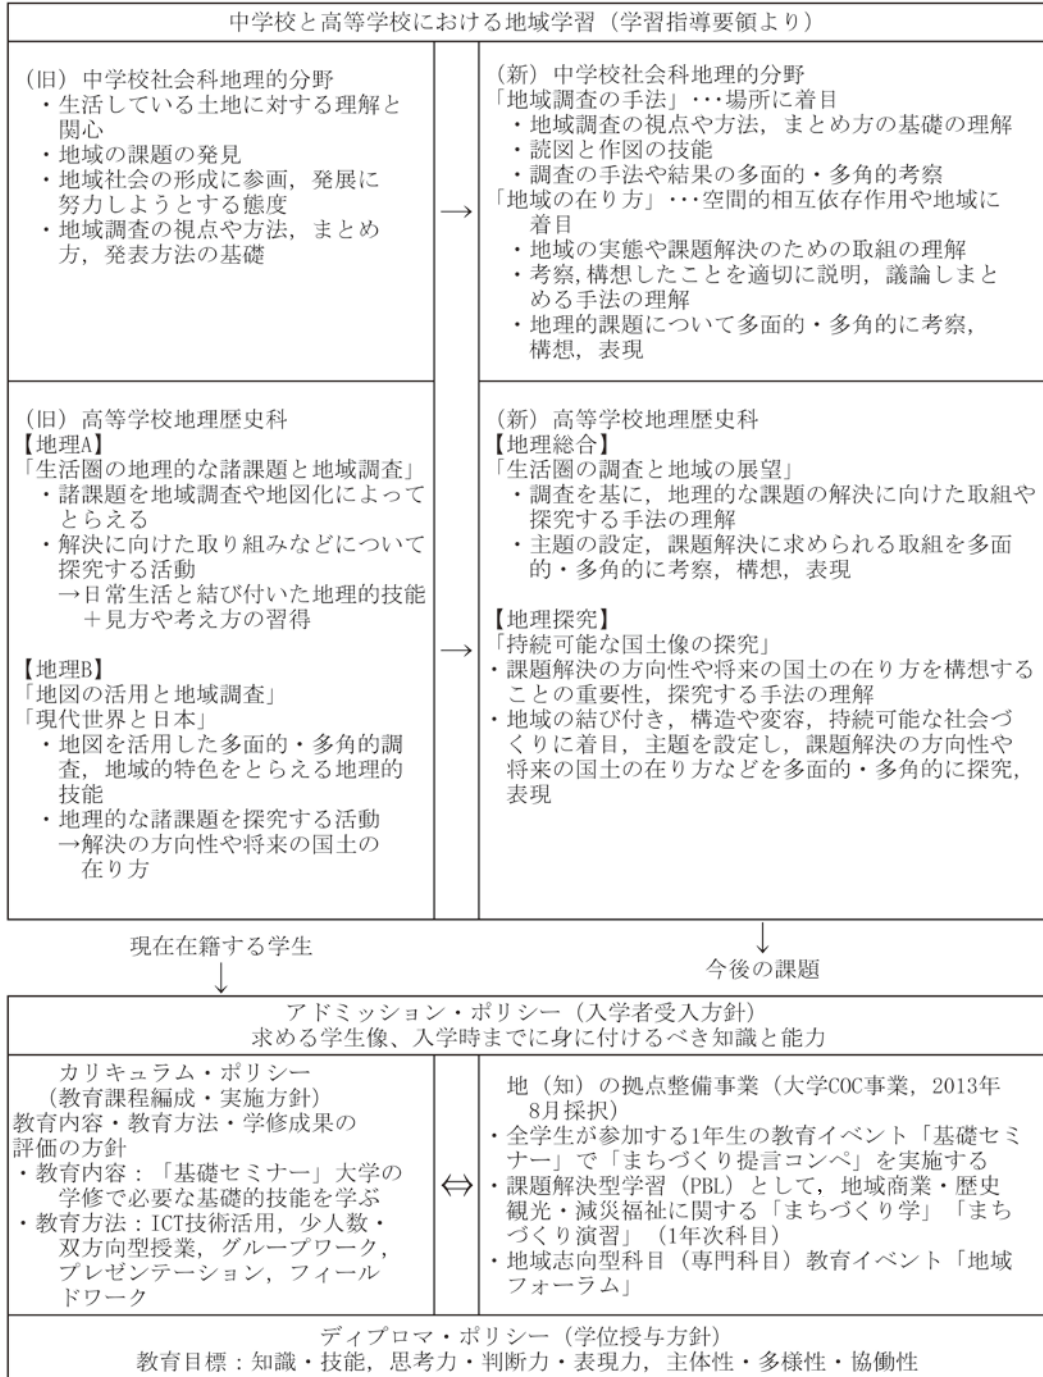 中学校と高等学校における地域学習（学習指導要領より）
（旧）中学校社会科地理的分野
・生活している土地に対する理解と
関心
・地域の課題の発見
・地域社会の形成に参画，発展に
努力しようとする態度
・地域調査の視点や方法，まとめ
方，発表方法の基礎
→
（新）中学校社会科地理的分野
「地域調査の手法」･･･場所に着目
・地域調査の視点や方法，まとめ方の基礎の理解
・読図と作図の技能
・調査の手法や結果の多面的・多角的考察
「地域の在り方」･･･空間的相互依存作用や地域に
着目
・地域の実態や課題解決のための取組の理解
・考察,構想したことを適切に説明，議論しまと
める手法の理解
・地理的課題について多面的・多角的に考察，
構想，表現
（旧）高等学校地理歴史科
【地理A】
「生活圏の地理的な諸課題と地域調査」
・諸課題を地域調査や地図化によって
とらえる
・解決に向けた取り組みなどについて
探究する活動
→日常生活と結び付いた地理的技能
＋見方や考え方の習得
【地理B】
「地図の活用と地域調査」
「現代世界と日本」
・地図を活用した多面的・多角的調
査，地域的特色をとらえる地理的
技能
・地理的な諸課題を探究する活動
→解決の方向性や将来の国土の
在り方
→
（新）高等学校地理歴史科
【地理総合】
「生活圏の調査と地域の展望」
・調査を基に，地理的な課題の解決に向けた取組や
探究する手法の理解
・主題の設定，課題解決に求められる取組を多面
的・多角的に考察，構想，表現
【地理探究】
「持続可能な国土像の探究」
・課題解決の方向性や将来の国土の在り方を構想する
ことの重要性，探究する手法の理解
・地域の結び付き，構造や変容，持続可能な社会づ
くりに着目，主題を設定し，課題解決の方向性や
将来の国土の在り方などを多面的・多角的に探究，
表現
現在在籍する学生
↓
↓
今後の課題
アドミッション・ポリシー（入学者受入方針）
求める学生像、入学時までに身に付けるべき知識と能力
カリキュラム・ポリシー
（教育課程編成・実施方針）
教育内容・教育方法・学修成果の
評価の方針
・教育内容：「基礎セミナー」大学の
学修で必要な基礎的技能を学ぶ
・教育方法：ICT技術活用，少人数・
双方向型授業，グループワーク，
プレゼンテーション，フィール
ドワーク
⇔
地（知）の拠点整備事業（大学COC事業，2013年
8月採択）
・全学生が参加する1年生の教育イベント「基礎セミ
ナー」で「まちづくり提言コンペ」を実施する
・課題解決型学習（PBL）として，地域商業・歴史
観光・減災福祉に関する「まちづくり学」「まち
づくり演習」（1年次科目）
・地域志向型科目（専門科目）教育イベント「地域
フォーラム」
ディプロマ・ポリシー（学位授与方針）
教育目標：知識・技能，思考力・判断力・表現力，主体性・多様性・協働性